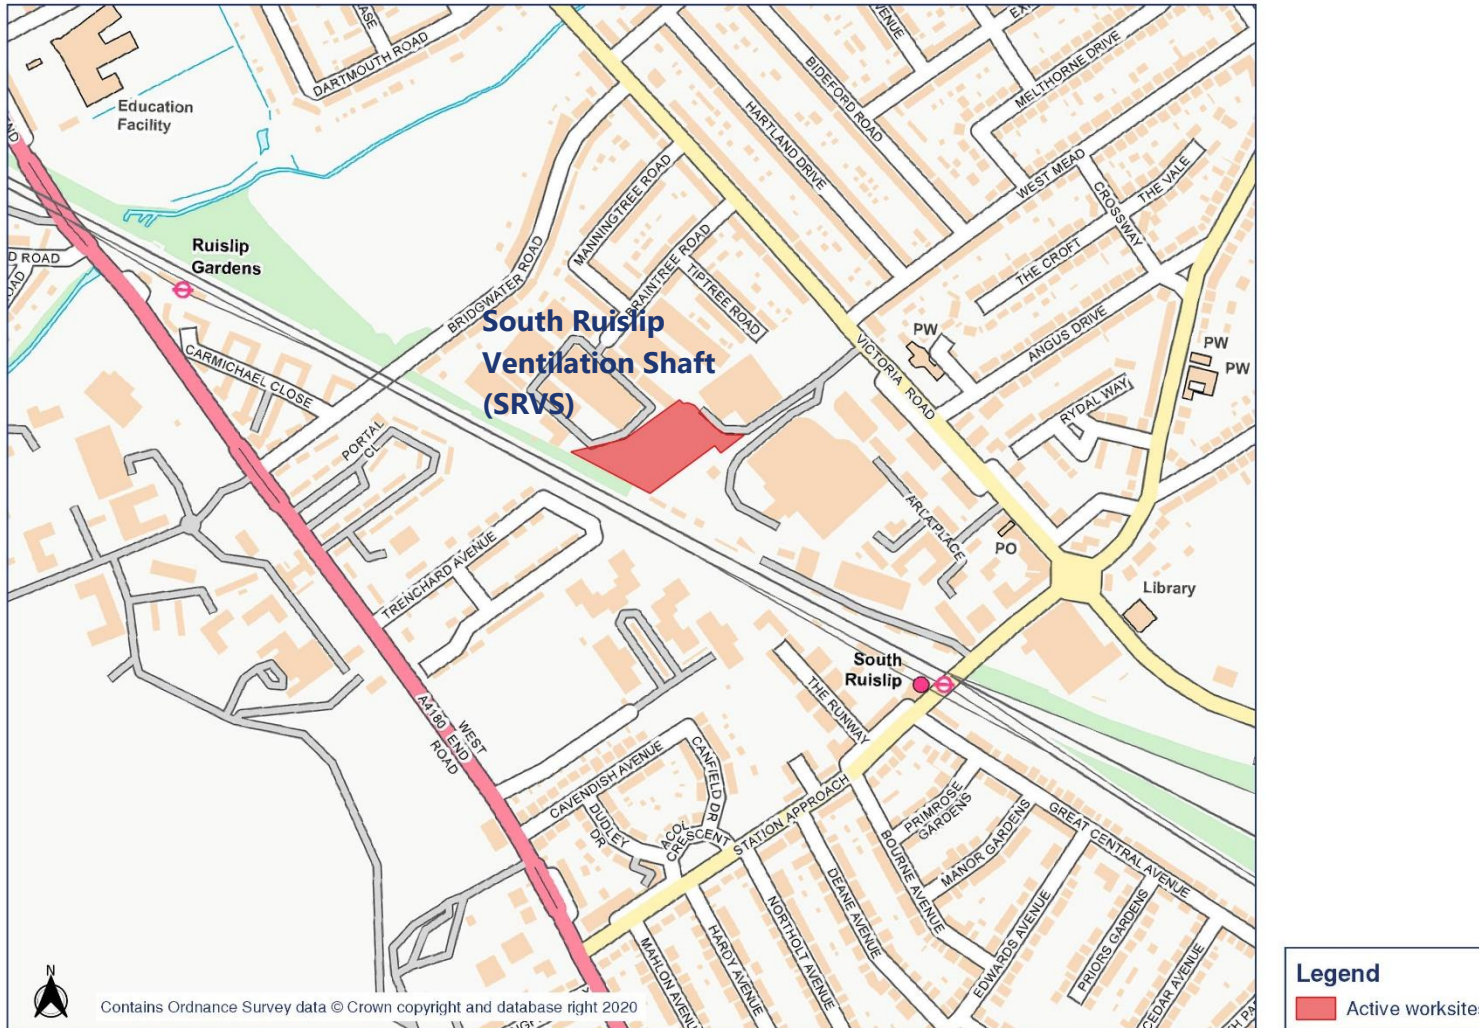 DARTMOUTH ROAD
Education
Facility
AVENUE
MELTHORNE DRIVE
BIDEFORD ROAD
HARTLAND DRIVE
WEST MEAD
THE VALE
CROSSWAY
THE CROFT
MANNINGTREE ROAD
BRAINTREE ROAD
TIPTREE ROAD
BRIDGWATER ROAD
Ruislip
Gardens
D ROAD
OAD
South Ruislip
Ventilation Shaft
(SRVS)
VICTORIA ROAD
PW
ANGUS DRIVE
PW
PW
RYDAL WAY
CARMICHAEL CLOSE
PORTAL
CL
ARLA PLACE
PO
Library
TRENCHARD AVENUE
South
Ruislip
THE RUNWAY
A4180
WEST
END
ROAD
CAVENDISH AVENUE
CANFIELD DR
DUDLEY
DR
ACOL
CRESCENT
STATION APPROACH
PRIMROSE
GARDENS
MANOR GARDENS
GREAT CENTRAL AVENUE
BOURNE AVENUE
DEANE AVENUE
NORTHOLT AVENUE
HARDY AVENUE
MAHLON AVENUE
EDWARDS AVENUE
PRIORS GARDENS
CEDAR AVENUE
N
Contains Ordnance Survey data © Crown copyright and database right 2020
Legend
Active worksite